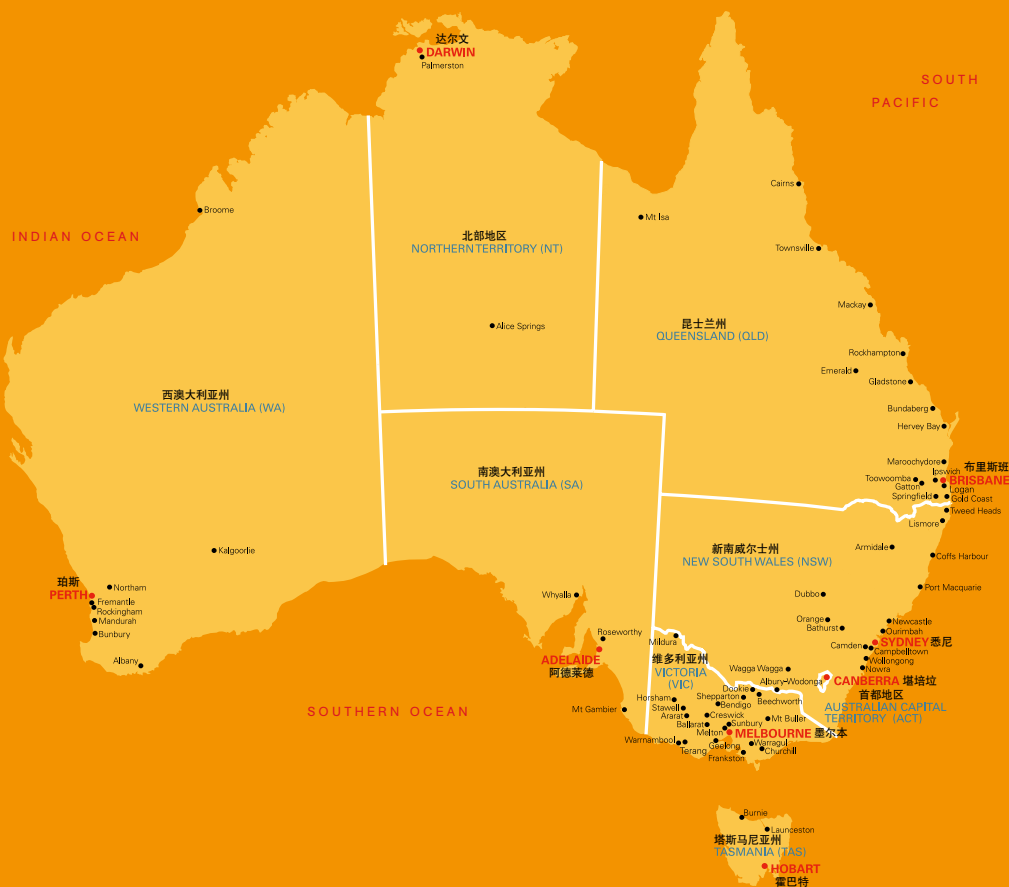 达尔文
DARWIN
Palmerston
SOUTH
PACIFIC
Cairns
Broome
Mt Isa
INDIAN OCEAN
北部地区
NORTHERN TERRITORY (NT)
Townsville
Mackay
Alice Springs
昆士兰州
QUEENSLAND (QLD)
Rockhampton
Emerald
Gladstone
西澳大利亚州
WESTERN AUSTRALIA (WA)
Bundaberg
Hervey Bay
Maroochydore
布里斯班
Ipswich
南澳大利亚州
SOUTH AUSTRALIA (SA)
Toowoomba
BRISBANE
Gatton
Logan
Springfield
Gold Coast
Tweed Heads
Lismore
新南威尔士州
NEW SOUTH WALES (NSW)
Armidale
Coffs Harbour
Kalgoorlie
珀斯
PERTH
Northam
Fremantle
Rockingham
Mandurah
Bunbury
Albany
Port Macquarie
Dubbo
Whyalla
Orange
Bathurst
Newcastle
Ourimbah
Roseworthy
Mildura
SYDNEY 悉尼
Camden
Campbelltown
Wollongong
Nowra
ADELAIDE
阿德莱德
维多利亚州
VICTORIA
(VIC)
Wagga Wagga
CANBERRA 堪培垃
首都地区
AUSTRALIAN CAPITAL
TERRITORY (ACT)
Albury-Wodonga
Dookie
Shepparton
Beechworth
Horsham
Bendigo
Stawell
Mt Gambier
Ararat
Creswick
Mt Buller
Ballarat
Sunbury
Melton
MELBOURNE 墨尔本
Warrnambool
Terang
Geelong
Warragul
Churchill
Frankston
SOUTHERN OCEAN
Burnie
Launceston
塔斯马尼亚州
TASMANIA (TAS)
HOBART
霍巴特